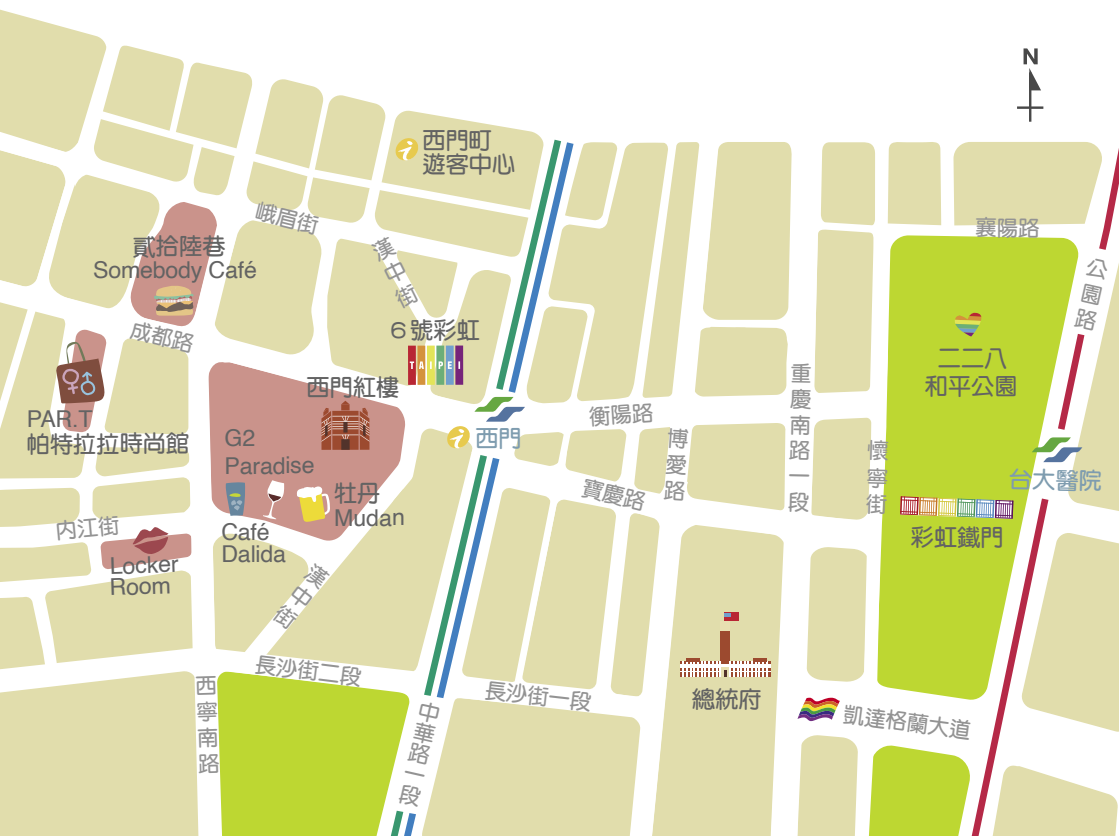 N
西門町
遊客中心
峨眉街
漢中街
襄陽路
公園路
貳拾陸巷
Somebody Café
成都路
6號彩虹
TAIPEI
西門紅樓
二二八
和平公園
重慶南路一段
PAR.T
帕特拉拉時尚館
G2
Paradise
西門
衡陽路
博愛路
懷寧街
台大醫院
寶慶路
牡丹
Mudan
Café
Dalida
内江街
Locker
Room
彩虹鐵門
漢中街
長沙街二段
長沙街一段
西寧南路
中華路一段
總統府
凱達格蘭大道